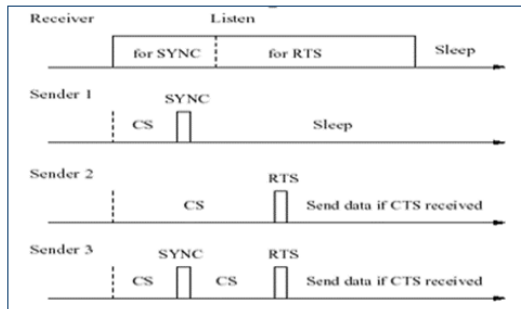 Receiver Listen
for SYNC for RTS Sleep
Sender 1 SYNC
CS Sleep
Sender 2 RTS
CS Send data if CTS received
Sender 3 SYNC RTS
CS CS Send data if CTS received